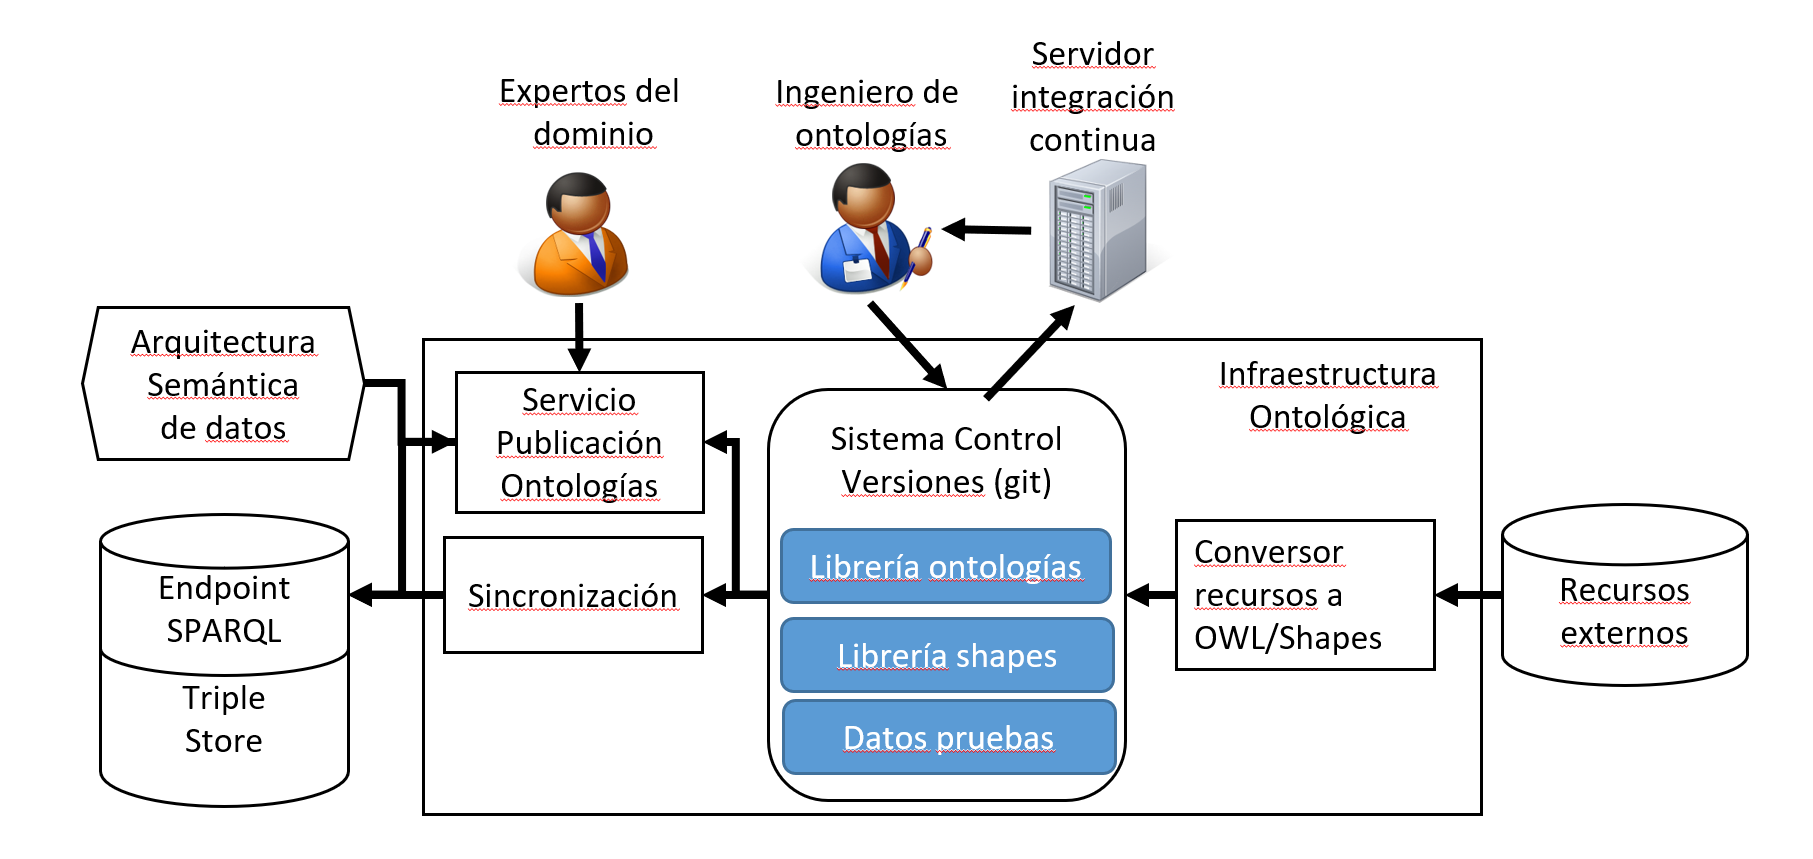 Expertos del
dominio
Ingeniero de
ontologías
Servidor
integración
continua
Arquitectura
Semántica
de datos
Servicio
Publicación
Ontologías
Infraestructura
Ontológica
Sistema Control
Versiones (git)
Librería ontologías
Librería shapes
Datos pruebas
Sincronización
Conversor
recursos a
OWL/Shapes
Recursos
externos
Endpoint
SPARQL
Triple
Store